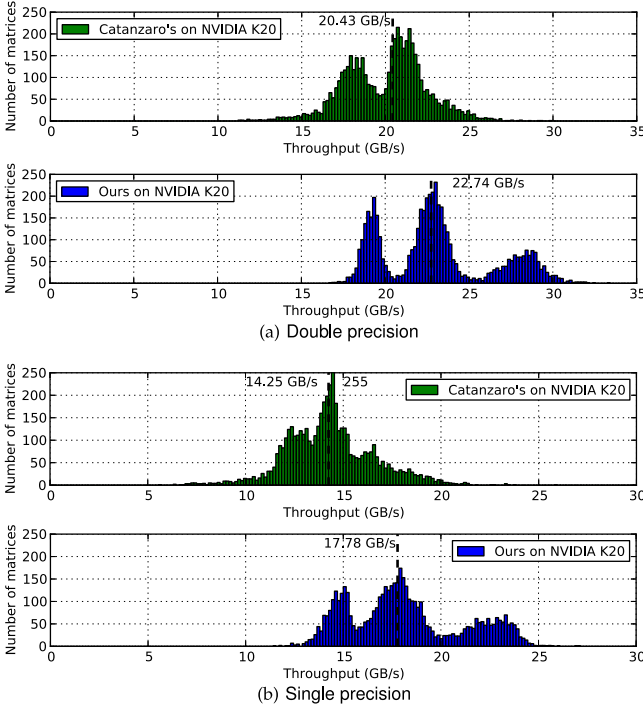 Number of matrices
250
200
150
100
50
0
20.43 GB/s
Catanzaro's on NVIDIA K20
0 5 10 15 20 25 30 35
Throughput (GB/s)
Number of matrices
250
200
150
100
50
0
Ours on NVIDIA K20
22.74 GB/s
0 5 10 15 20 25 30 35
Throughput (GB/s)
(a) Double precision
Number of matrices
250
200
150
100
50
0
14.25 GB/s 255
Catanzaro's on NVIDIA K20
0 5 10 15 20 25 30
Throughput (GB/s)
Number of matrices
250
200
150
100
50
0
17.78 GB/s
Ours on NVIDIA K20
0 5 10 15 20 25 30
Throughput (GB/s)
(b) Single precision